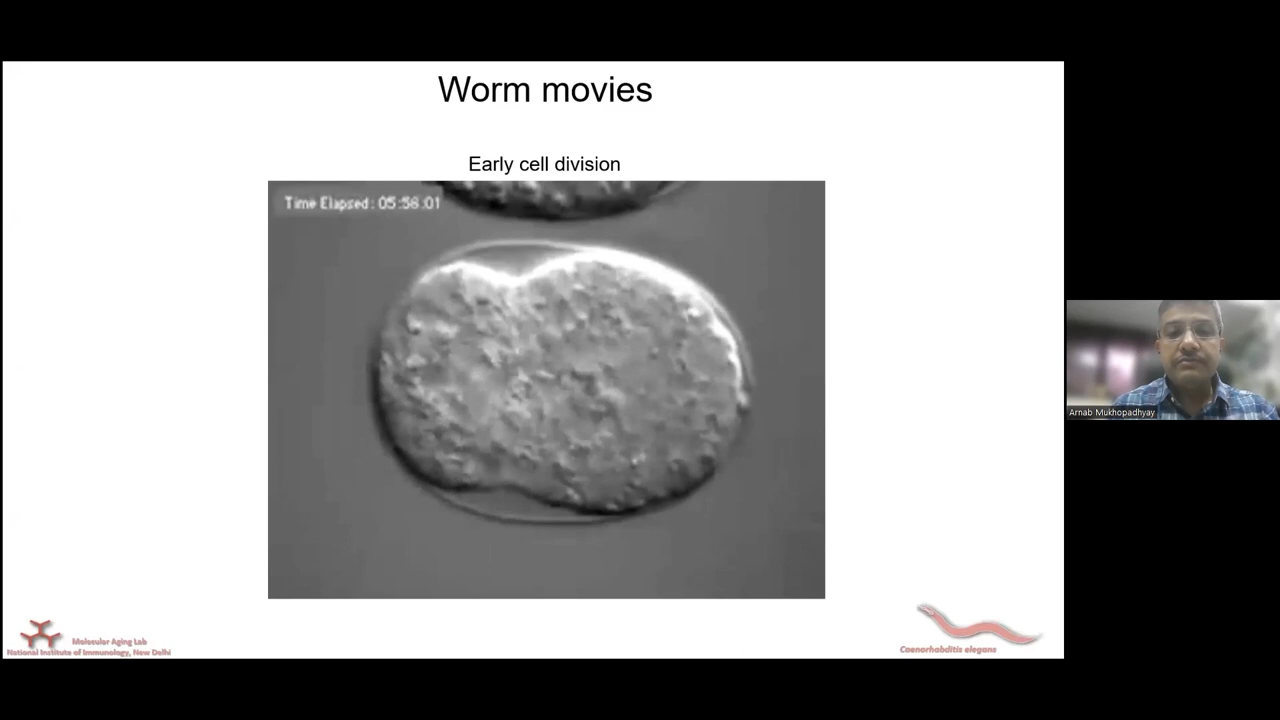 Worm movies
Early cell division
Time Elapsed: 05:58:01
Arnab Mukhopadhyay
Molecular Aging Lab
National Institute of Immunology, New Delhi
Caenorhabditis elegans